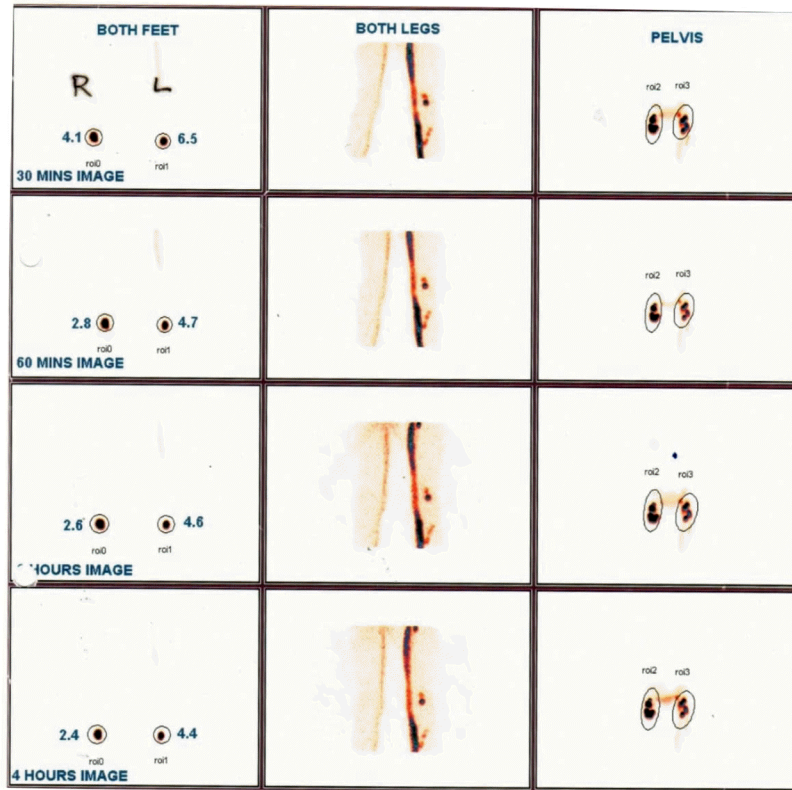 BOTH FEET
BOTH LEGS
PELVIS
R
L
roi2
roi3
4.1
6.5
roi0
roi1
30 MINS IMAGE
roi2
roi3
2.8
4.7
roi0
roi1
60 MINS IMAGE
roi2
roi3
2.6
4.6
roi0
roi1
HOURS IMAGE
roi2
roi3
2.4
4.4
roi0
roi1
4 HOURS IMAGE